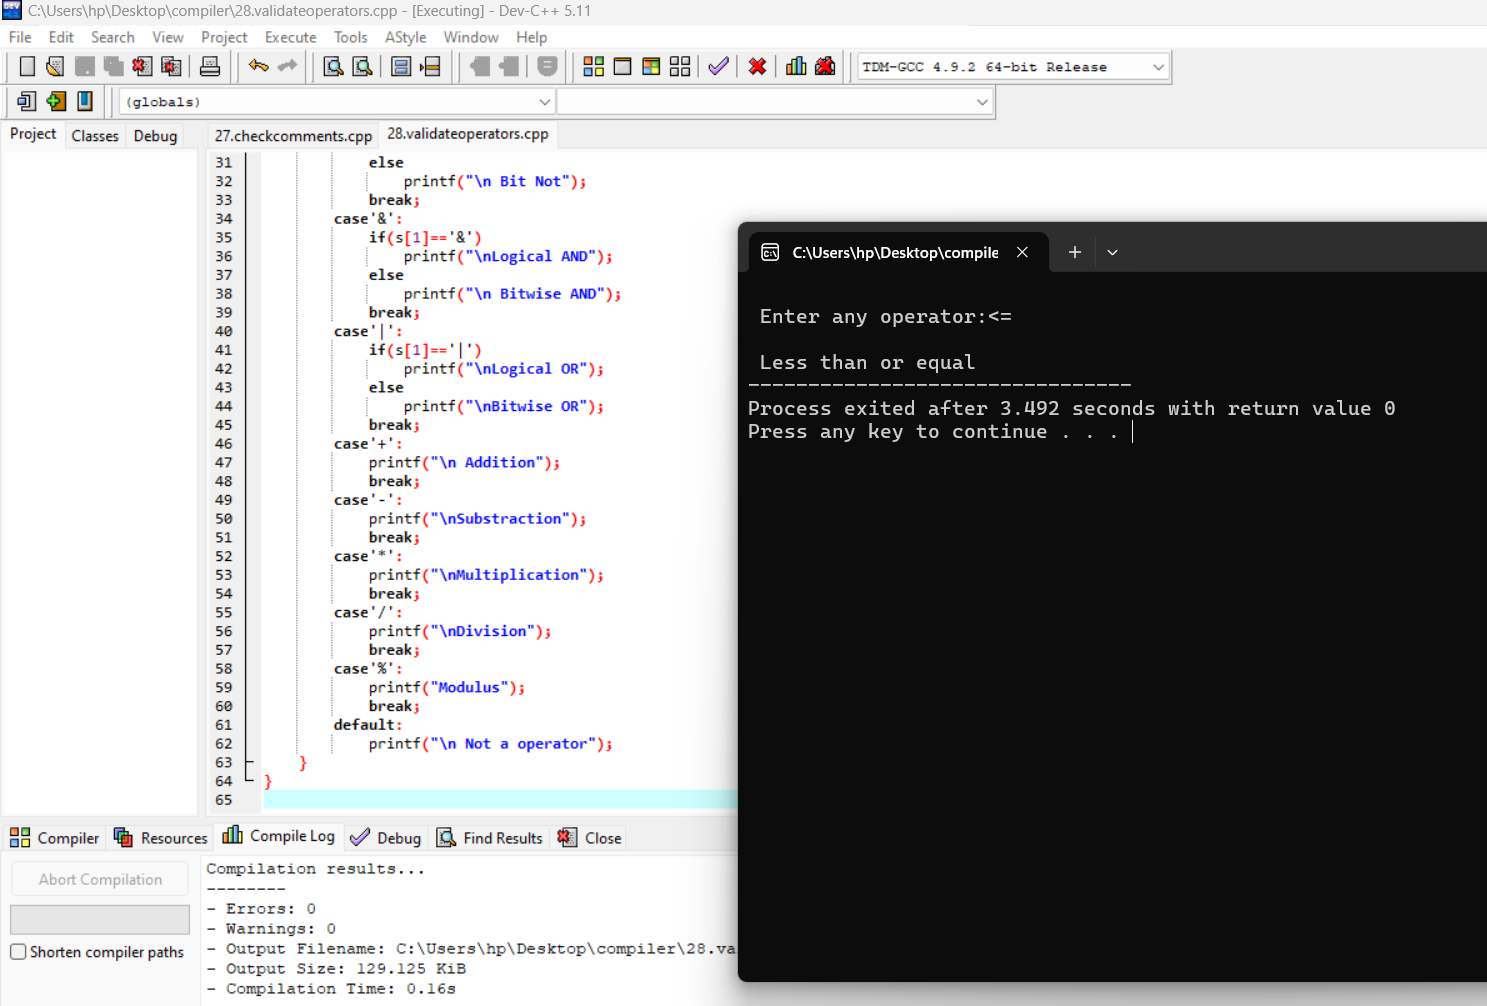 C:\Users\hp\Desktop\compiler\28.validateoperators.cpp - [Executing] - Dev-C++ 5.11
File Edit Search View Project Execute Tools AStyle Window Help
TDM-GCC 4.9.2 64-bit Release
(globals)
Project Classes Debug 27.checkcomments.cpp 28.validateoperators.cpp
31 else
32 printf("\n Bit Not");
33 break;
34 case'&':
35 if(s[1]=='&')
36 printf("\nLogical AND");
37 else
38 printf("\n Bitwise AND");
39 break;
40 case'|':
41 if(s[1]=='|')
42 printf("\nLogical OR");
43 else
44 printf("\nBitwise OR");
45 break;
46 case'+':
47 printf("\n Addition");
48 break;
49 case'-':
50 printf("\nSubstraction");
51 break;
52 case'*':
53 printf("\nMultiplication");
54 break;
55 case'/':
56 printf("\nDivision");
57 break;
58 case'%':
59 printf("Modulus");
60 break;
61 default:
62 printf("\n Not a operator");
63 }
64 }
65
C:\Users\hp\Desktop\compile
Enter any operator:<=
Less than or equal
--------------------------------
Process exited after 3.492 seconds with return value 0
Press any key to continue . . .
Compiler Resources Compile Log Debug Find Results Close
Abort Compilation
Shorten compiler paths
Compilation results...
--------
- Errors: 0
- Warnings: 0
- Output Filename: C:\Users\hp\Desktop\compiler\28.va
- Output Size: 129.125 KiB
- Compilation Time: 0.16s